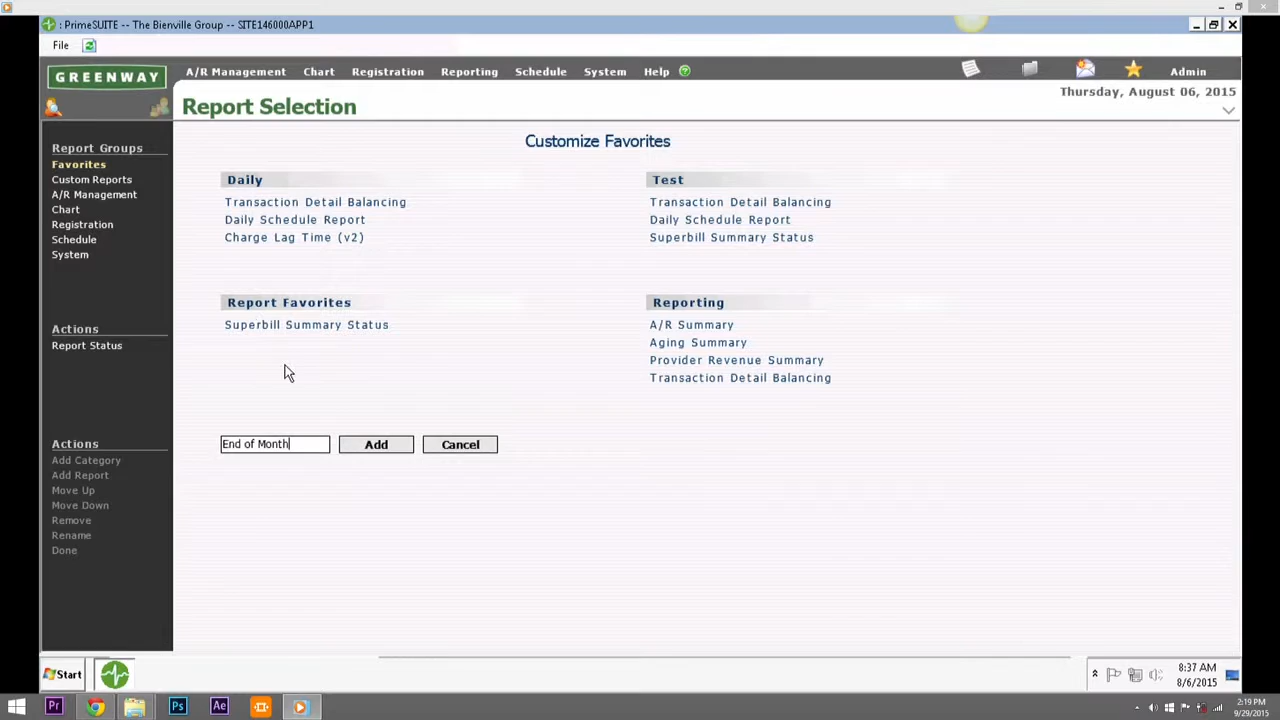 PrimeSUITE -- The Bienville Group -- SITE146000APP1
File
GREENWAY
A/R Management Chart Registration Reporting Schedule System Help
Admin
Report Selection
Thursday, August 06, 2015
Customize Favorites
Report Groups
Favorites
Custom Reports
A/R Management
Chart
Registration
Schedule
System
Actions
Report Status
Actions
Add Category
Add Report
Move Up
Move Down
Remove
Rename
Done
Daily
Transaction Detail Balancing
Daily Schedule Report
Charge Lag Time (v2)
Test
Transaction Detail Balancing
Daily Schedule Report
Superbill Summary Status
Report Favorites
Superbill Summary Status
Reporting
A/R Summary
Aging Summary
Provider Revenue Summary
Transaction Detail Balancing
End of Month
Add
Cancel
Start
8:37 AM
8/6/2015
Pr
Ps
Ae
2:19 PM
9/29/2015